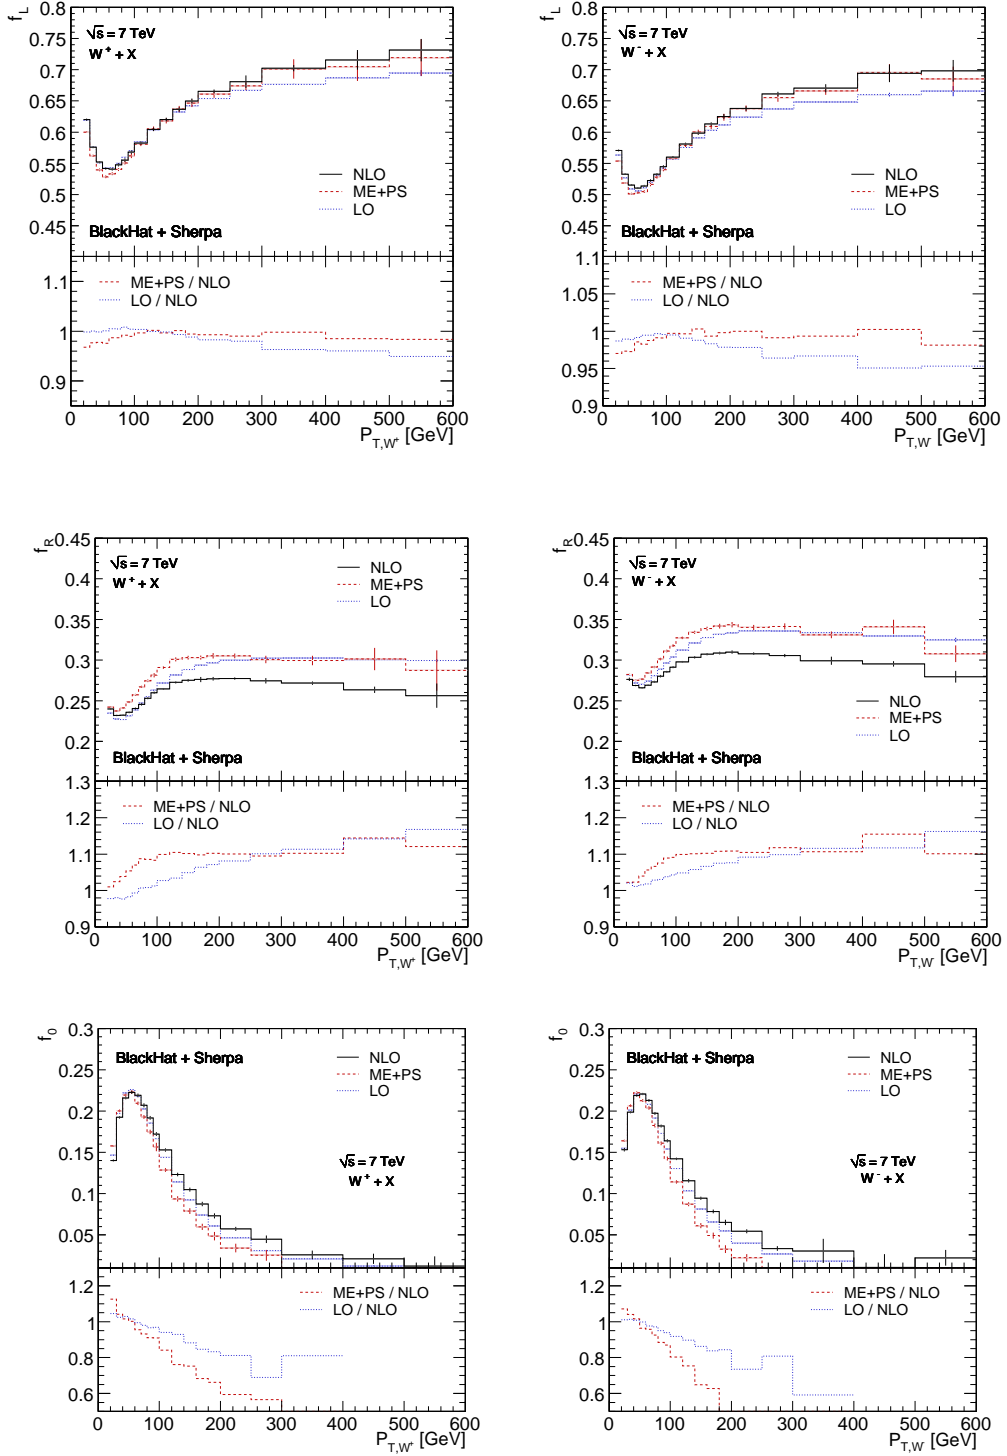 f_L
0.8
0.75
0.7
0.65
0.6
0.55
0.5
0.45
√s = 7 TeV
W⁺ + X
NLO
ME+PS
LO
BlackHat + Sherpa
1.1
1
0.9
ME+PS / NLO
LO / NLO
0 100 200 300 400 500 600
P_T,W⁺ [GeV]
f_L
0.8
0.75
0.7
0.65
0.6
0.55
0.5
0.45
√s = 7 TeV
W⁻ + X
NLO
ME+PS
LO
BlackHat + Sherpa
1.1
1.05
1
0.95
0.9
ME+PS / NLO
LO / NLO
0 100 200 300 400 500 600
P_T,W⁻ [GeV]
f_R
0.45
0.4
0.35
0.3
0.25
0.2
√s = 7 TeV
W⁺ + X
NLO
ME+PS
LO
BlackHat + Sherpa
1.3
1.2
1.1
1
0.9
ME+PS / NLO
LO / NLO
0 100 200 300 400 500 600
P_T,W⁺ [GeV]
f_R
0.45
0.4
0.35
0.3
0.25
0.2
√s = 7 TeV
W⁻ + X
NLO
ME+PS
LO
BlackHat + Sherpa
1.3
1.2
1.1
1
0.9
ME+PS / NLO
LO / NLO
0 100 200 300 400 500 600
P_T,W⁻ [GeV]
f_0
0.3
0.25
0.2
0.15
0.1
0.05
BlackHat + Sherpa
NLO
ME+PS
LO
√s = 7 TeV
W⁺ + X
1.2
1
0.8
0.6
ME+PS / NLO
LO / NLO
0 100 200 300 400 500 600
P_T,W⁺ [GeV]
f_0
0.3
0.25
0.2
0.15
0.1
0.05
BlackHat + Sherpa
NLO
ME+PS
LO
√s = 7 TeV
W⁻ + X
1.2
1
0.8
0.6
ME+PS / NLO
LO / NLO
0 100 200 300 400 500 600
P_T,W⁻ [GeV]